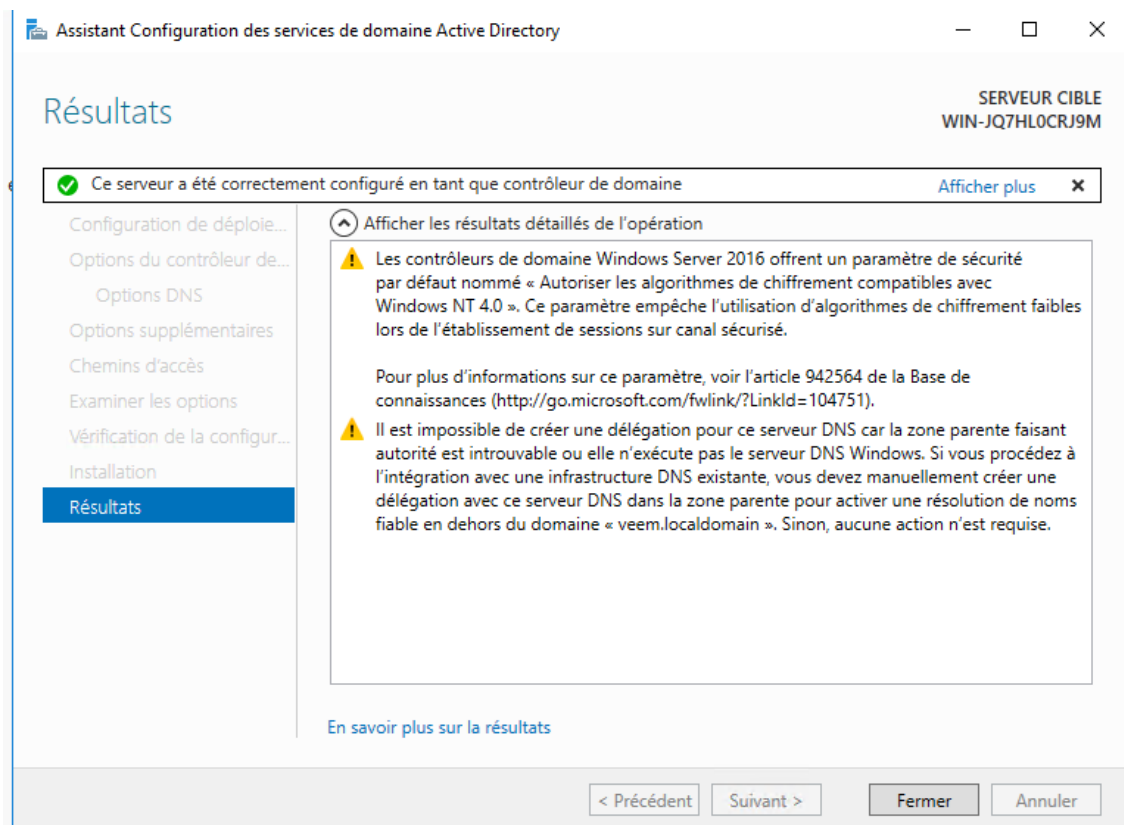 Assistant Configuration des services de domaine Active Directory
Résultats
SERVEUR CIBLE
WIN-JQ7HL0CRJ9M
Ce serveur a été correctement configuré en tant que contrôleur de domaine
Afficher plus
Configuration de déploie...
Options du contrôleur de...
Options DNS
Options supplémentaires
Chemins d'accès
Examiner les options
Vérification de la configur...
Installation
Résultats
Afficher les résultats détaillés de l'opération
Les contrôleurs de domaine Windows Server 2016 offrent un paramètre de sécurité
par défaut nommé « Autoriser les algorithmes de chiffrement compatibles avec
Windows NT 4.0 ». Ce paramètre empêche l'utilisation d'algorithmes de chiffrement faibles
lors de l'établissement de sessions sur canal sécurisé.
Pour plus d'informations sur ce paramètre, voir l'article 942564 de la Base de
connaissances (http://go.microsoft.com/fwlink/?LinkId=104751).
Il est impossible de créer une délégation pour ce serveur DNS car la zone parente faisant
autorité est introuvable ou elle n'exécute pas le serveur DNS Windows. Si vous procédez à
l'intégration avec une infrastructure DNS existante, vous devez manuellement créer une
délégation avec ce serveur DNS dans la zone parente pour activer une résolution de noms
fiable en dehors du domaine « veem.localdomain ». Sinon, aucune action n'est requise.
En savoir plus sur la résultats
< Précédent
Suivant >
Fermer
Annuler